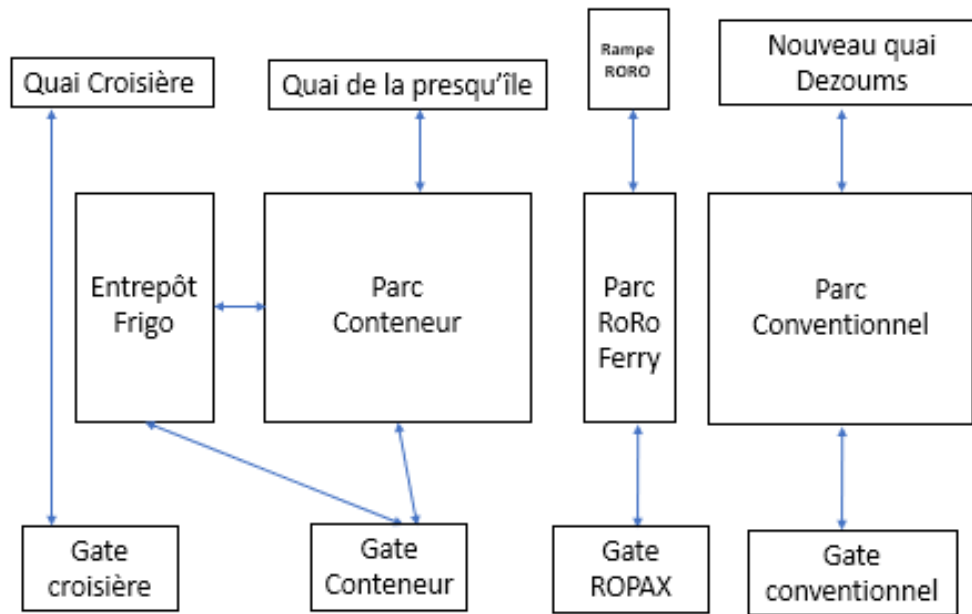 Quai Croisière
Quai de la presqu'île
Rampe
RORO
Nouveau quai
Dezoums
Entrepôt
Frigo
Parc
Conteneur
Parc
RoRo
Ferry
Parc
Conventionnel
Gate
croisière
Gate
Conteneur
Gate
ROPAX
Gate
conventionnel